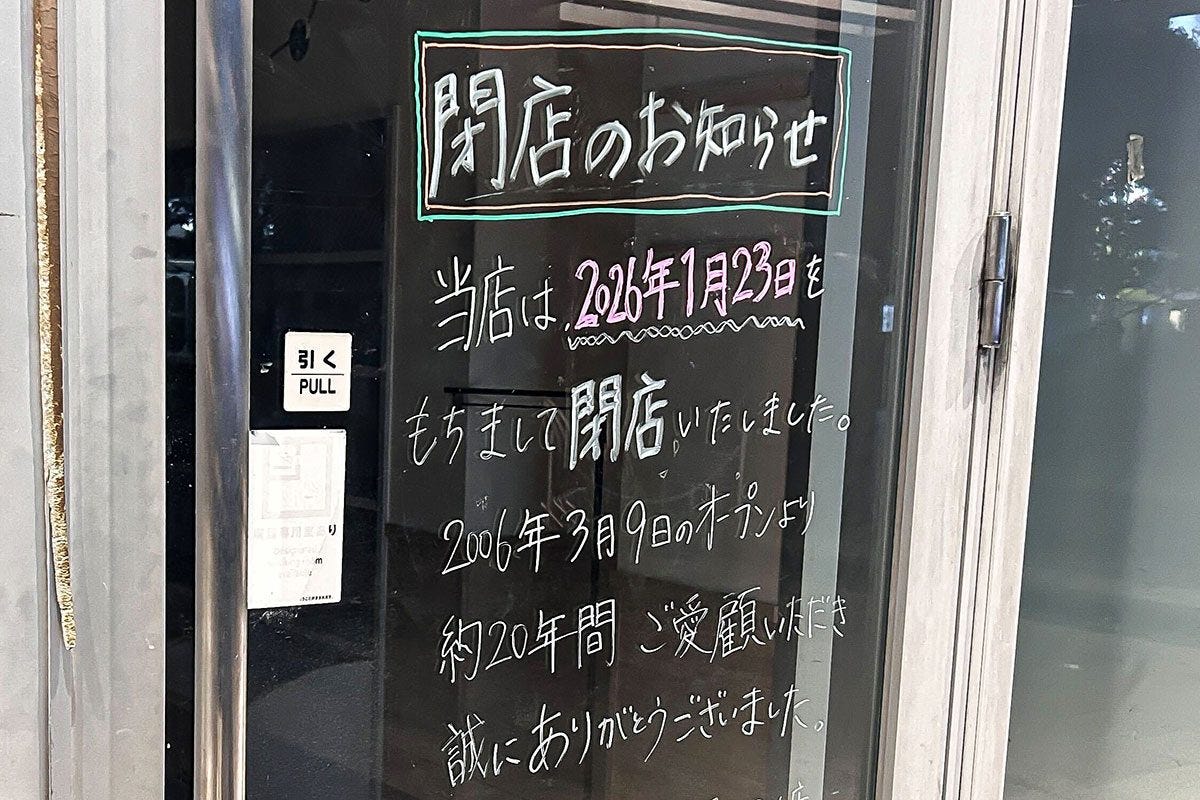 閉店のお知らせ
当店は、2026年1月23日を
もちまして閉店いたしました。
2006年3月9日のオープンより
約20年間 ご愛顧いただき
誠にありがとうございました。
引く
PULL